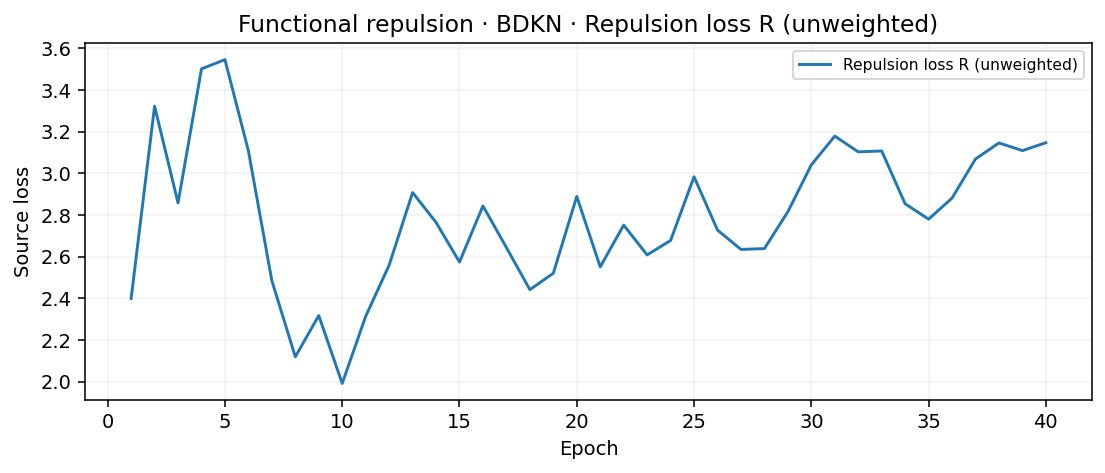 Functional repulsion · BDKN · Repulsion loss R (unweighted)
Repulsion loss R (unweighted)
Source loss
3.6
3.4
3.2
3.0
2.8
2.6
2.4
2.2
2.0
0 5 10 15 20 25 30 35 40
Epoch